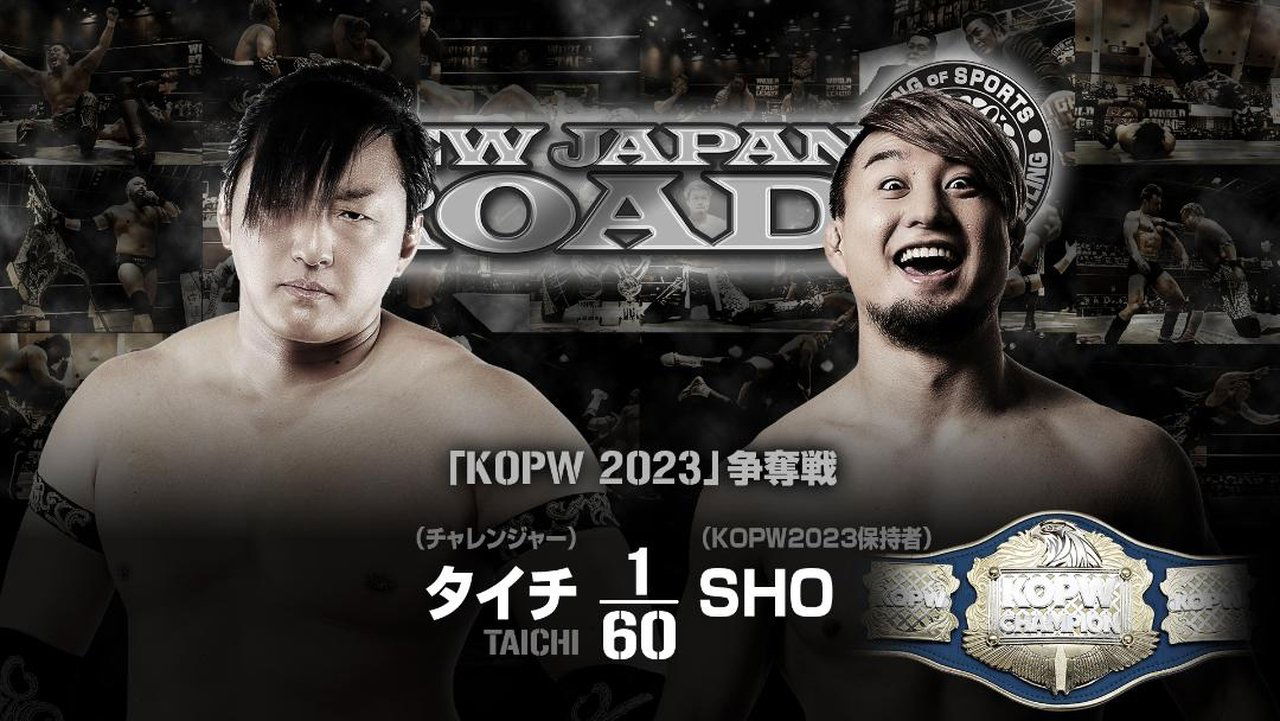 NEW JAPAN
ROAD
KING OF SPORTS
「KOPW 2023」争奪戦
(チャレンジャー)
(KOPW2023保持者)
タイチ
TAICHI
1
60
SHO
KOPW
KOPW
CHAMPION
KOPW